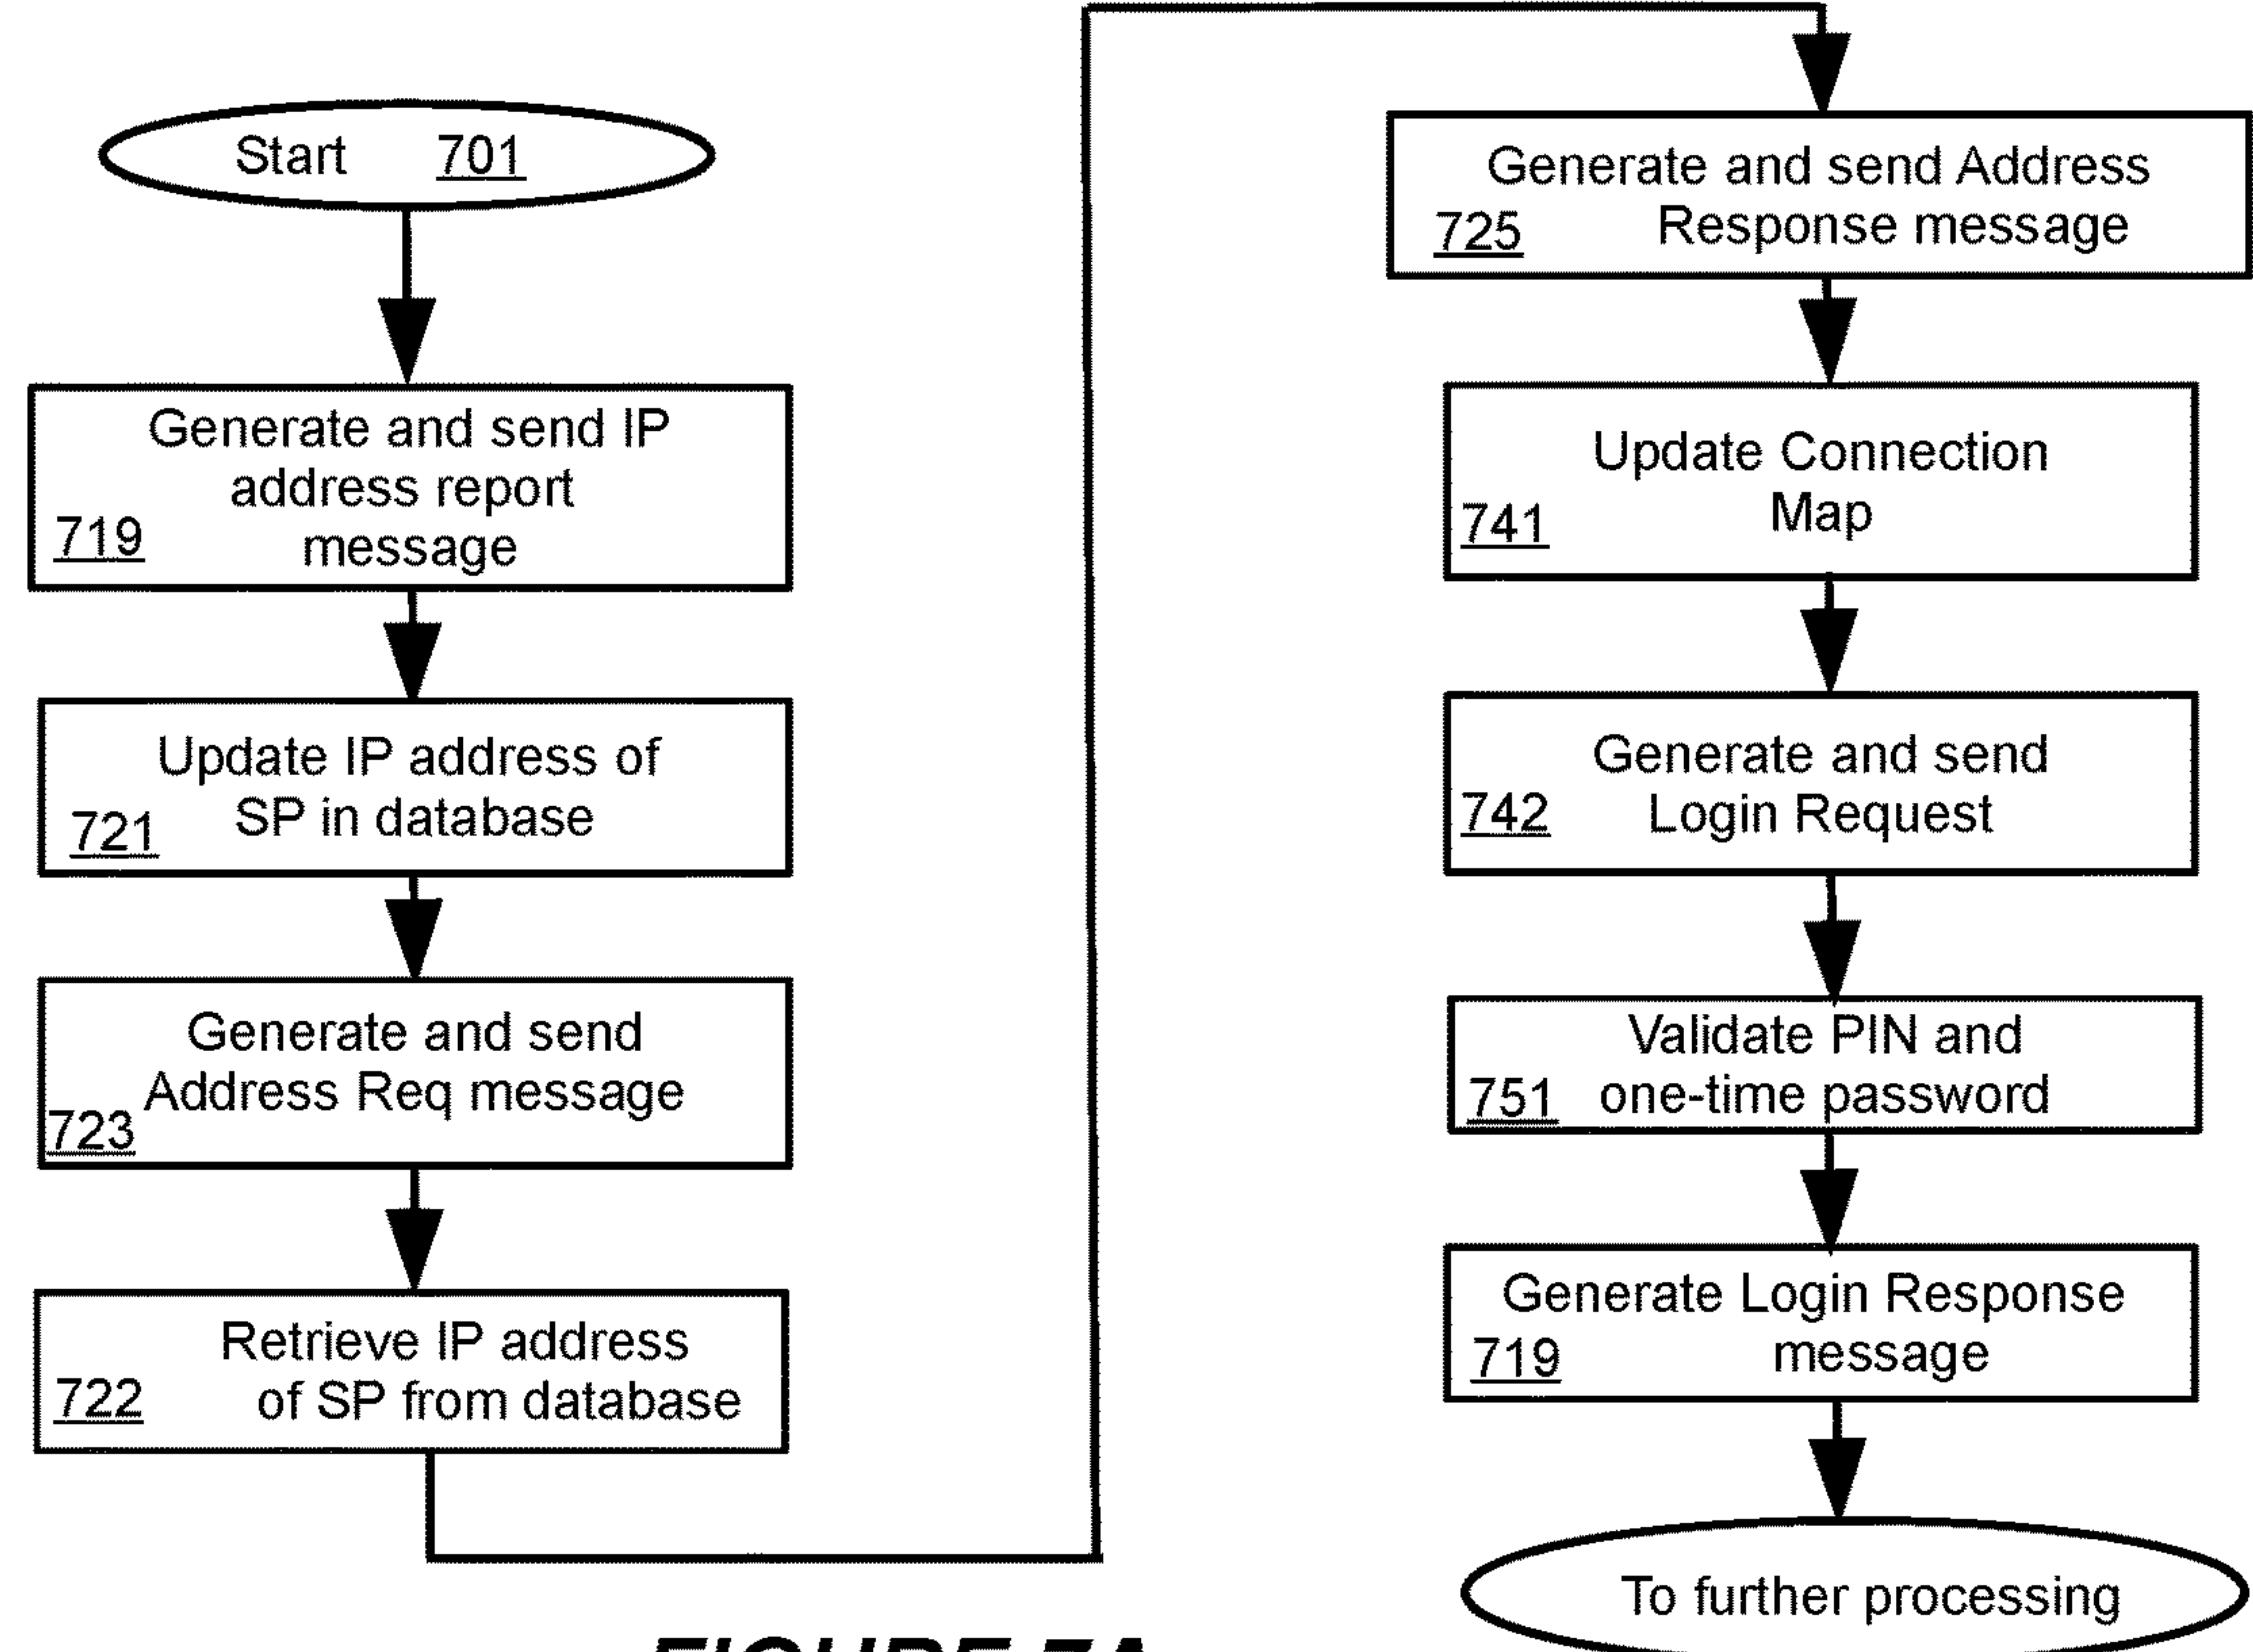 Start 701
Generate and send IP
address report
719 message
Update IP address of
721 SP in database
Generate and send
Address Req message
723
Retrieve IP address
722 of SP from database
Generate and send Address
725 Response message
Update Connection
741 Map
Generate and send
742 Login Request
Validate PIN and
751 one-time password
Generate Login Response
719 message
To further processing
FIGURE 7A